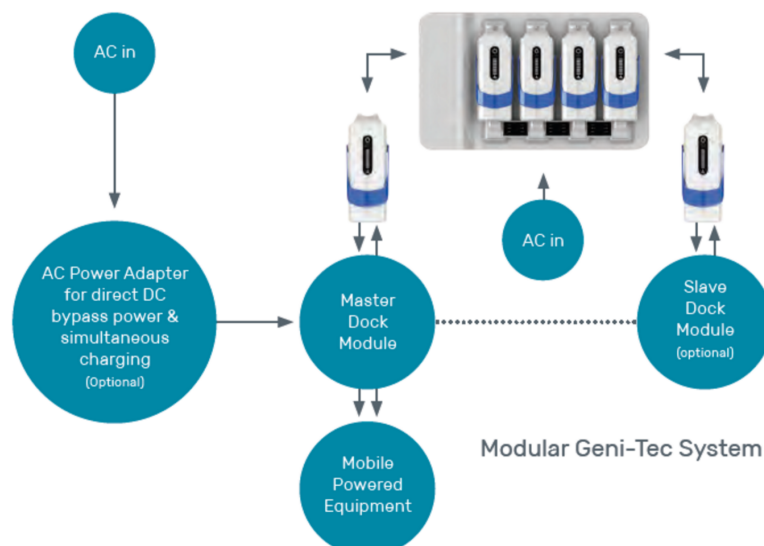 AC in
AC in
AC Power Adapter
for direct DC
bypass power &
simultaneous
charging
(Optional)
Master
Dock
Module
Slave
Dock
Module
(optional)
Mobile
Powered
Equipment
Modular Geni-Tec System